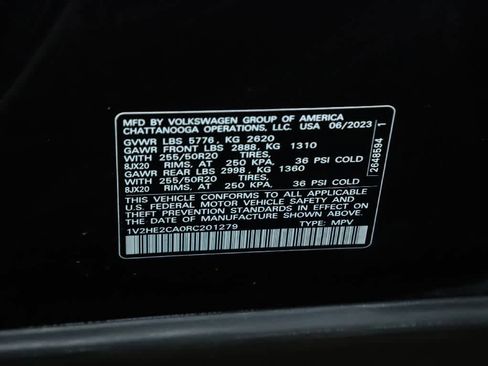 MFD BY VOLKSWAGEN GROUP OF AMERICA
CHATTANOOGA OPERATIONS, LLC. USA 06/2023
GVWR LBS 5776, KG 2620
GAWR FRONT LBS 2888, KG 1310
WITH 255/50R20 TIRES,
8JX20 RIMS, AT 250 KPA, 36 PSI COLD
GAWR REAR LBS 2998, KG 1360
WITH 255/50R20 TIRES,
8JX20 RIMS, AT 250 KPA, 36 PSI COLD
THIS VEHICLE CONFORMS TO ALL APPLICABLE
U.S. FEDERAL MOTOR VEHICLE SAFETY AND
THEFT PREVENTION STANDARDS IN EFFECT ON
THE DATE OF MANUFACTURE SHOWN ABOVE.
1V2HE2CA0RC201279 TYPE: MPV
2648594 1